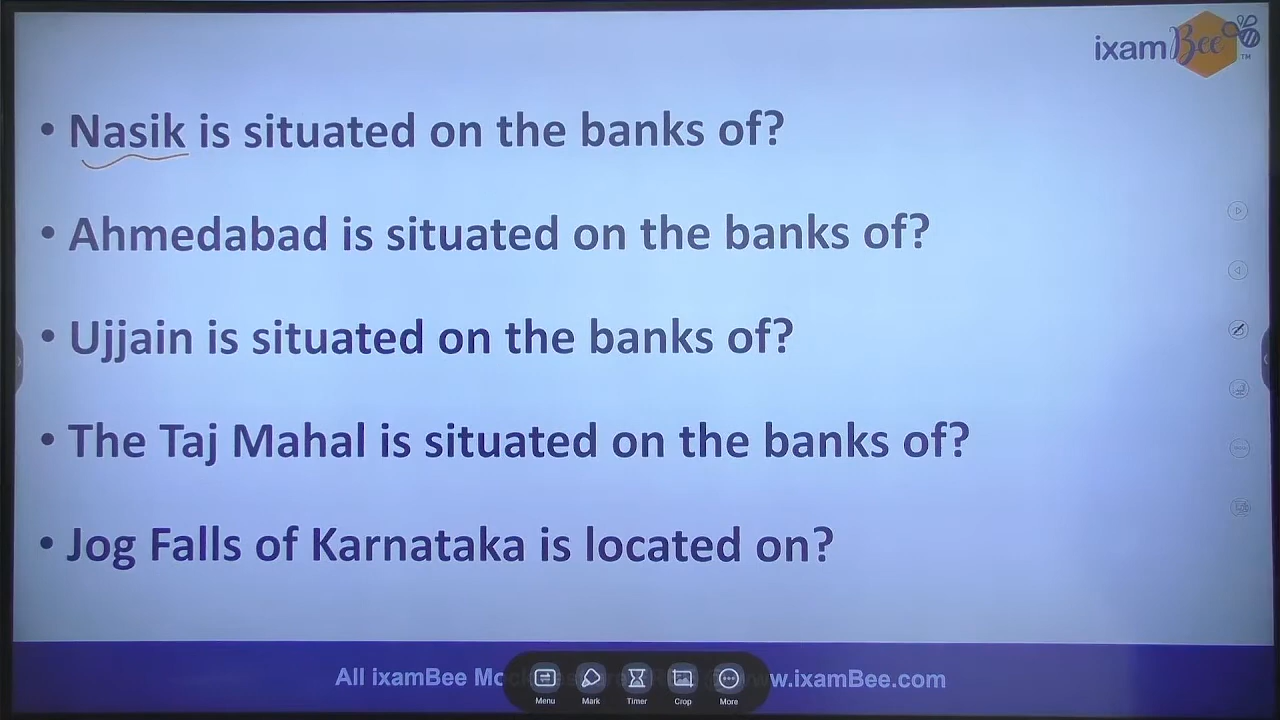 ixamBee
TM
• Nasik is situated on the banks of?
• Ahmedabad is situated on the banks of?
• Ujjain is situated on the banks of?
• The Taj Mahal is situated on the banks of?
• Jog Falls of Karnataka is located on?
All ixamBee w.ixamBee.com
Menu Mark Timer Crop More